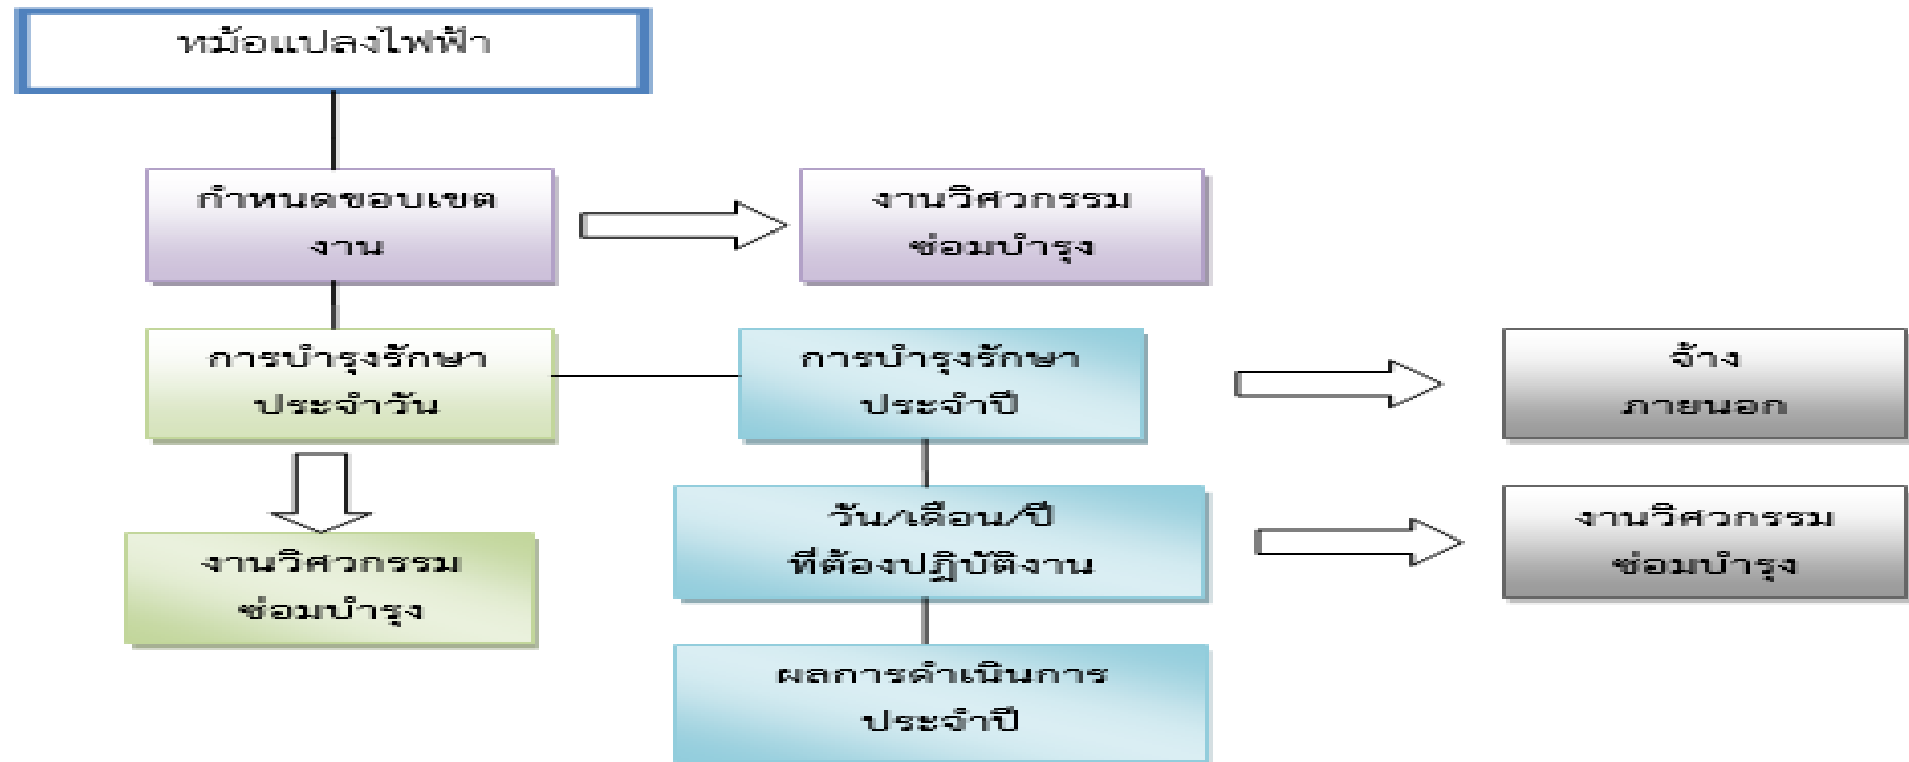 หม้อแปลงไฟฟ้า
กำหนดขอบเขต
งาน
งานวิศวกรรม
ซ่อมบำรุง
การบำรุงรักษา
ประจำวัน
การบำรุงรักษา
ประจำปี
จ้าง
ภายนอก
งานวิศวกรรม
ซ่อมบำรุง
วัน/เดือน/ปี
ที่ต้องปฏิบัติงาน
งานวิศวกรรม
ซ่อมบำรุง
ผลการดำเนินการ
ประจำปี